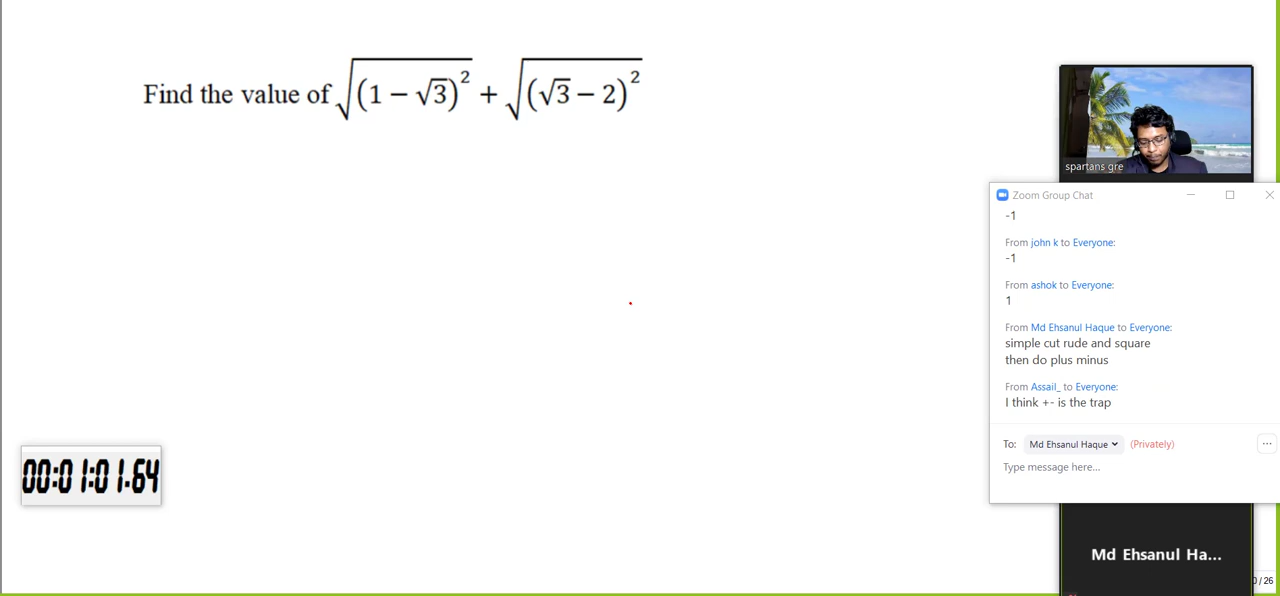 Find the value of √(1 − √3)² + √(√3 − 2)²
spartans gre
Zoom Group Chat
-1
From john k to Everyone:
-1
From ashok to Everyone:
1
From Md Ehsanul Haque to Everyone:
simple cut rude and square
then do plus minus
From Assail_ to Everyone:
I think +- is the trap
To: Md Ehsanul Haque (Privately)
Type message here...
00:01:01.64
Md Ehsanul Ha...
/ 26